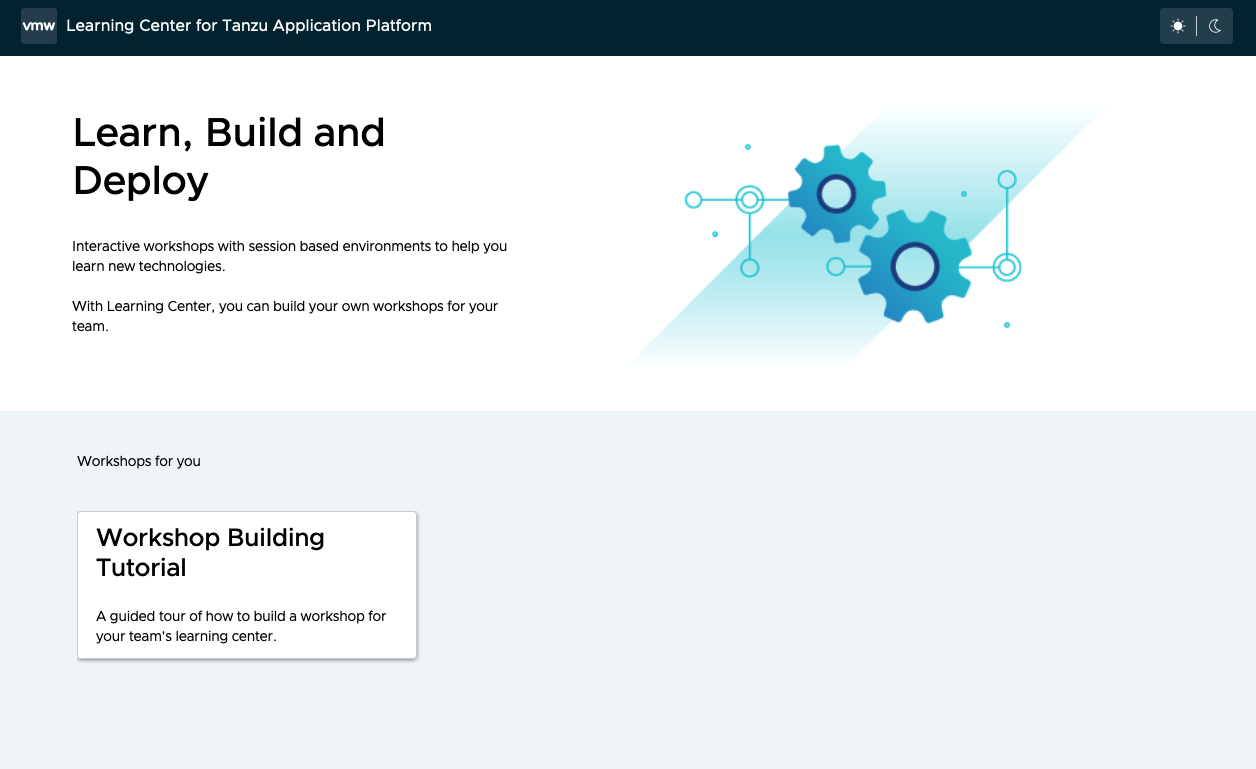 vmw Learning Center for Tanzu Application Platform
Learn, Build and
Deploy
Interactive workshops with session based environments to help you
learn new technologies.
With Learning Center, you can build your own workshops for your
team.
Workshops for you
Workshop Building
Tutorial
A guided tour of how to build a workshop for
your team's learning center.